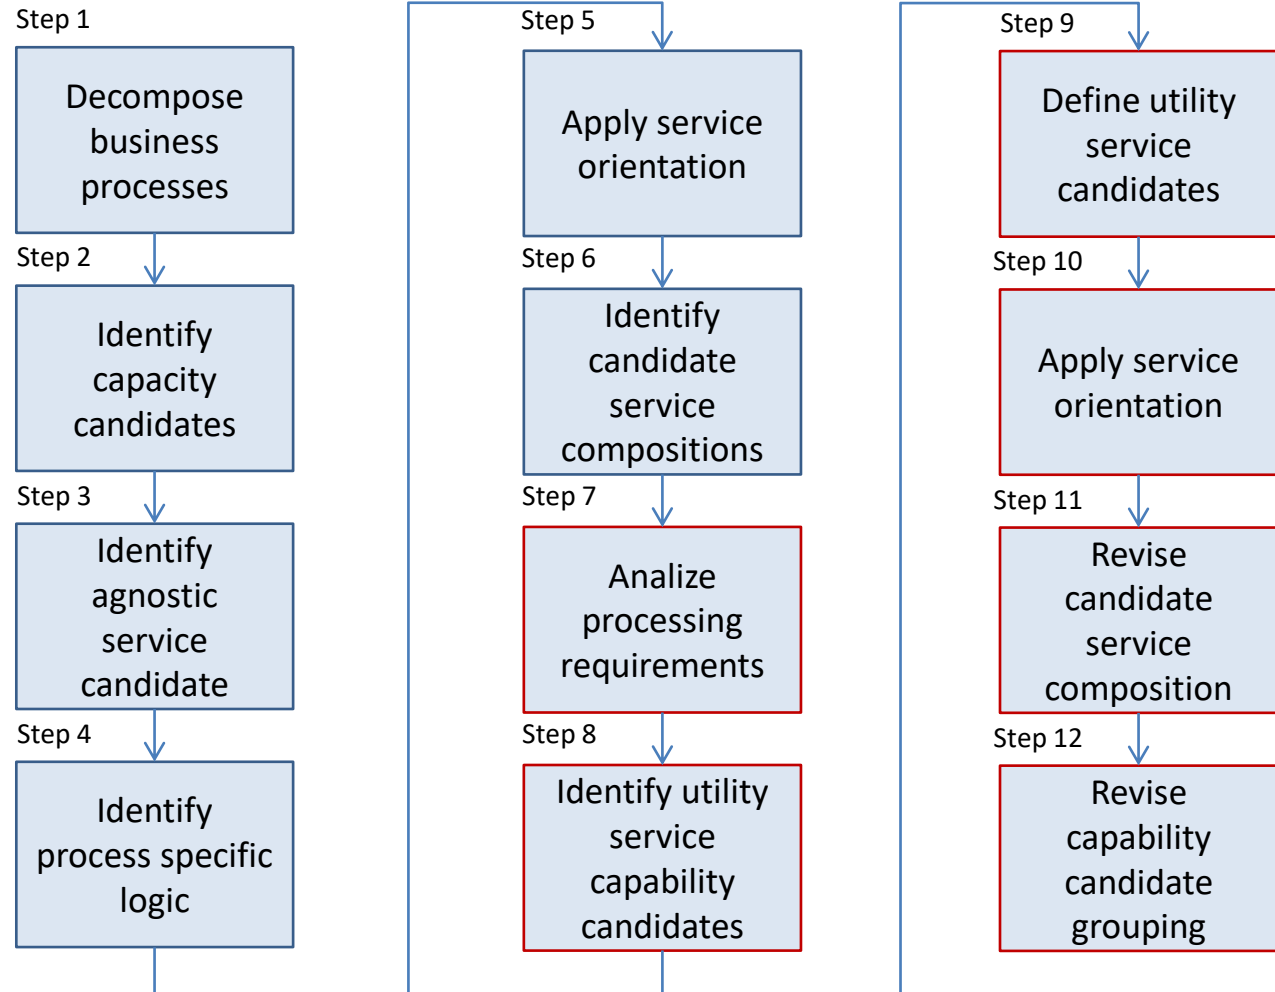 Step 1
Decompose
business
processes
Step 2
Identify
capacity
candidates
Step 3
Identify
agnostic
service
candidate
Step 4
Identify
process specific
logic
Step 5
Apply service
orientation
Step 6
Identify
candidate
service
compositions
Step 7
Analize
processing
requirements
Step 8
Identify utility
service
capability
candidates
Step 9
Define utility
service
candidates
Step 10
Apply service
orientation
Step 11
Revise
candidate
service
composition
Step 12
Revise
capability
candidate
grouping